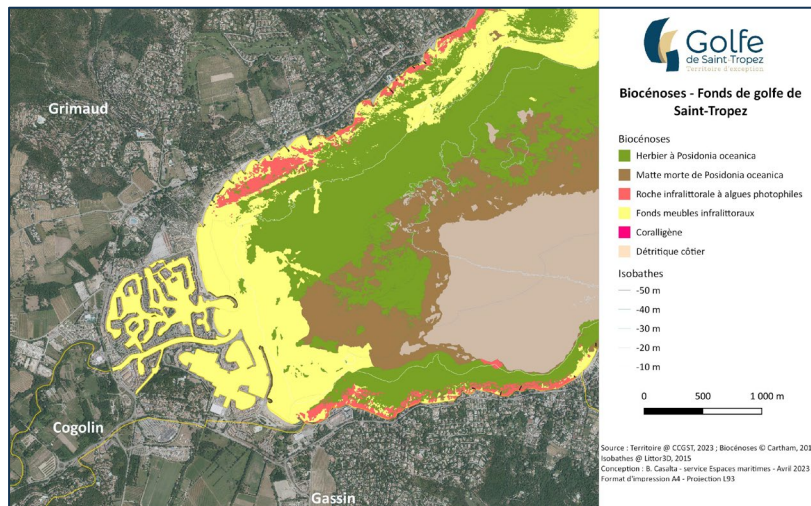 Grimaud
Cogolin
Gassin
Golfe
de Saint-Tropez
Territoire d'exception
Biocénoses - Fonds de golfe de
Saint-Tropez
Biocénoses
Herbier à Posidonia oceanica
Matte morte de Posidonia oceanica
Roche infralittorale à algues photophiles
Fonds meubles infralittoraux
Coralligène
Détritique côtier
Isobathes
-50 m
-40 m
-30 m
-20 m
-10 m
0 500 1 000 m
Source : Territoire @ CCGST, 2023 ; Biocénoses © Cartham, 201
Isobathes @ Littor3D, 2015
Conception : B. Casalta - service Espaces maritimes - Avril 2023
Format d'impression A4 - Projection L93